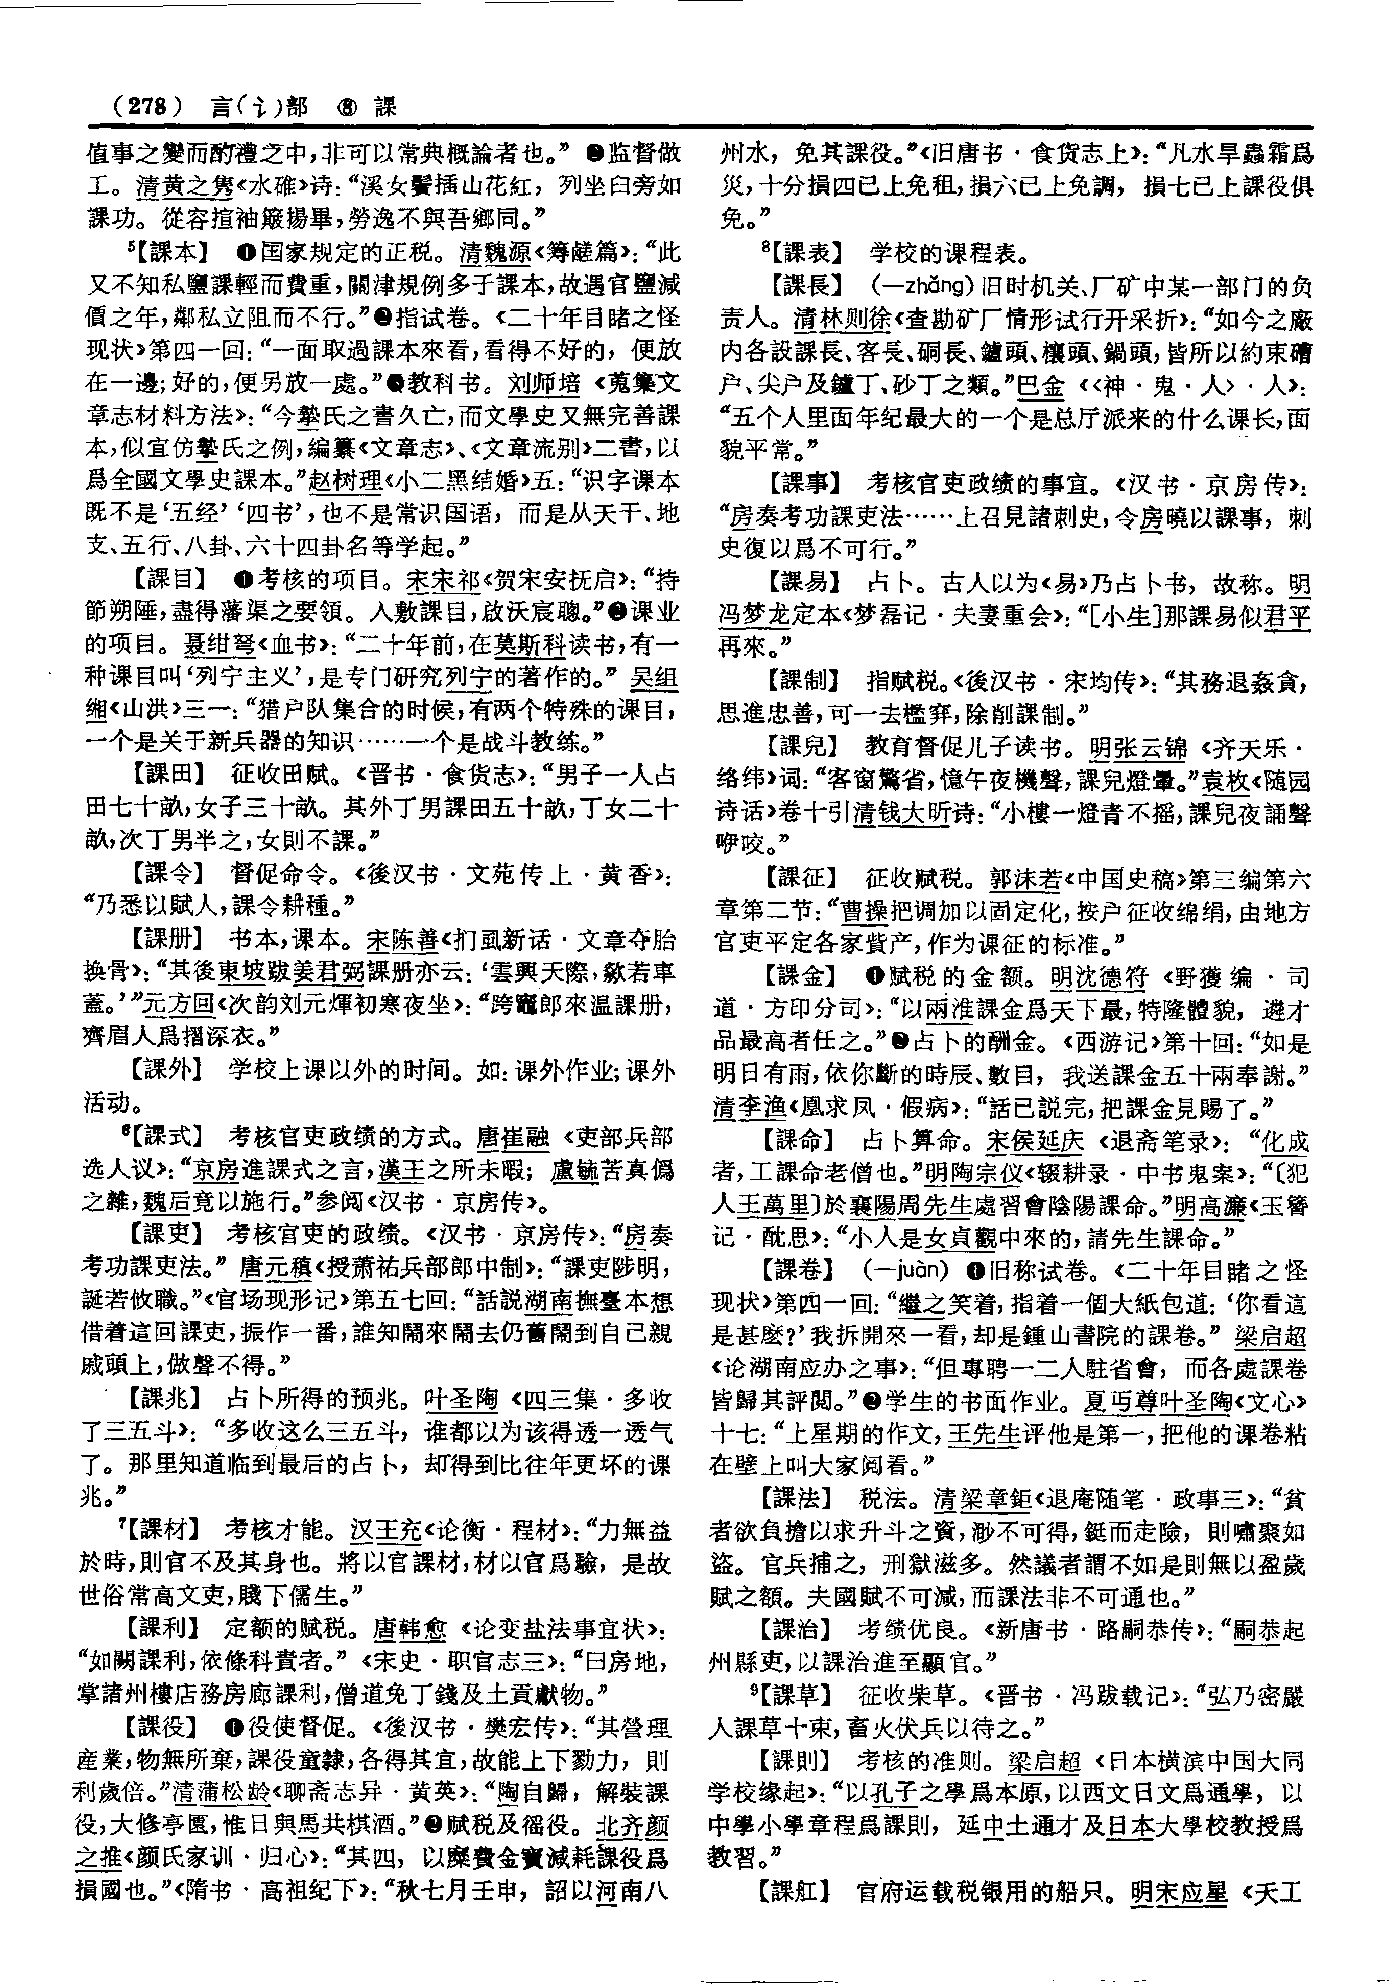 (278) 言(讠)部 ⑧ 課
值事之變而酌禮之中，非可以常典概論者也。”❷监督做
工。清黄之隽《水碓》诗：“溪女鬢插山花紅，列坐臼旁如
課功。從容揎袖簸揚畢，勞逸不與吾鄉同。”
⁵【課本】 ❶国家规定的正税。清魏源《筹鹾篇》：“此
又不知私鹽課輕而費重，關津規例多于課本，故遇官鹽減
價之年，鄰私立阻而不行。”❷指试卷。《二十年目睹之怪
现状》第四一回：“一面取過課本來看，看得不好的，便放
在一邊；好的，便另放一處。”❸教科书。刘师培《蒐集文
章志材料方法》：“今摯氏之書久亡，而文學史又無完善課
本，似宜仿摯氏之例，編纂《文章志》、《文章流别》二書，以
爲全國文學史課本。”赵树理《小二黑结婚》五：“识字课本
既不是‘五经’‘四书’，也不是常识国语，而是从天干、地
支、五行、八卦、六十四卦名等学起。”
【課目】 ❶考核的项目。宋宋祁《贺宋安抚启》：“持
節朔陲，盡得藩渠之要領。入敷課目，啟沃宸聰。”❷课业
的项目。聂绀弩《血书》：“二十年前，在莫斯科读书，有一
种课目叫‘列宁主义’，是专门研究列宁的著作的。”吴组
缃《山洪》三一：“猎户队集合的时候，有两个特殊的课目，
一个是关于新兵器的知识……一个是战斗教练。”
【課田】 征收田赋。《晋书·食货志》：“男子一人占
田七十畝，女子三十畝。其外丁男課田五十畝，丁女二十
畝，次丁男半之，女則不課。”
【課令】 督促命令。《後汉书·文苑传上·黄香》：
“乃悉以賦人，課令耕種。”
【課册】 书本，课本。宋陈善《扪虱新话·文章夺胎
换骨》：“其後東坡跋姜君弼課册亦云：‘雲興天際，歘若車
蓋。’”元方回《次韵刘元煇初寒夜坐》：“跨竈郎來温課册，
齊眉人爲摺深衣。”
【課外】 学校上课以外的时间。如：课外作业；课外
活动。
⁶【課式】 考核官吏政绩的方式。唐崔融《吏部兵部
选人议》：“京房進課式之言，漢王之所未暇；盧毓苦真僞
之雜，魏后竟以施行。”参阅《汉书·京房传》。
【課吏】 考核官吏的政绩。《汉书·京房传》：“房奏
考功課吏法。”唐元稹《授萧祐兵部郎中制》：“課吏陟明，
誕若攸職。”《官场现形记》第五七回：“話説湖南撫臺本想
借着這回課吏，振作一番，誰知鬧來鬧去仍舊鬧到自己親
戚頭上，做聲不得。”
【課兆】 占卜所得的预兆。叶圣陶《四三集·多收
了三五斗》：“多收这么三五斗，谁都以为该得透一透气
了。那里知道临到最后的占卜，却得到比往年更坏的课
兆。”
⁷【課材】 考核才能。汉王充《论衡·程材》：“力無益
於時，則官不及其身也。將以官課材，材以官爲驗，是故
世俗常高文吏，賤下儒生。”
【課利】 定额的赋税。唐韩愈《论变盐法事宜状》：
“如闕課利，依條科責者。”《宋史·职官志三》：“曰房地，
掌諸州樓店務房廊課利，僧道免丁錢及土貢獻物。”
【課役】 ❶役使督促。《後汉书·樊宏传》：“其營理
産業，物無所棄，課役童隸，各得其宜，故能上下勠力，則
利歲倍。”清蒲松龄《聊斋志异·黄英》：“陶自歸，解裝課
役，大修亭園，惟日與馬共棋酒。”❷赋税及徭役。北齐颜
之推《颜氏家训·归心》：“其四，以糜費金寶減耗課役爲
損國也。”《隋书·高祖纪下》：“秋七月壬申，詔以河南八
州水，免其課役。”《旧唐书·食货志上》：“凡水旱蟲霜爲
災，十分損四已上免租，損六已上免調，損七已上課役俱
免。”
⁸【課表】 学校的课程表。
【課長】 (—zhǎng)旧时机关、厂矿中某一部门的负
责人。清林则徐《查勘矿厂情形试行开采折》：“如今之廠
内各設課長、客長、硐長、鑪頭、欀頭、鍋頭，皆所以約束礦
户、尖户及鑪丁、砂丁之類。”巴金《〈神·鬼·人〉·人》：
“五个人里面年纪最大的一个是总厅派来的什么课长，面
貌平常。”
【課事】 考核官吏政绩的事宜。《汉书·京房传》：
“房奏考功課吏法……上召見諸刺史，令房曉以課事，刺
史復以爲不可行。”
【課易】 占卜。古人以为《易》乃占卜书，故称。明
冯梦龙定本《梦磊记·夫妻重会》：“[小生]那課易似君平
再來。”
【課制】 指赋税。《後汉书·宋均传》：“其務退姦貪，
思進忠善，可一去檻穽，除削課制。”
【課兒】 教育督促儿子读书。明张云锦《齐天乐·
络纬》词：“客窗驚省，憶午夜機聲，課兒燈暈。”袁枚《随园
诗话》卷十引清钱大昕诗：“小樓一燈青不摇，課兒夜誦聲
咿咬。”
【課征】 征收赋税。郭沫若《中国史稿》第三编第六
章第二节：“曹操把调加以固定化，按户征收绵绢，由地方
官吏平定各家赀产，作为课征的标准。”
【課金】 ❶赋税的金额。明沈德符《野獲编·司
道·方印分司》：“以兩淮課金爲天下最，特隆體貌，遴才
品最高者任之。”❷占卜的酬金。《西游记》第十回：“如是
明日有雨，依你斷的時辰、數目，我送課金五十兩奉謝。”
清李渔《凰求凤·假病》：“話已説完，把課金見賜了。”
【課命】 占卜算命。宋侯延庆《退斋笔录》：“化成
者，工課命老僧也。”明陶宗仪《辍耕录·中书鬼案》：“〔犯
人王萬里〕於襄陽周先生處習會陰陽課命。”明高濂《玉簪
记·耽思》：“小人是女貞觀中來的，請先生課命。”
【課卷】 (—juàn) ❶旧称试卷。《二十年目睹之怪
现状》第四一回：“繼之笑着，指着一個大紙包道：‘你看這
是甚麽？’我拆開來一看，却是鍾山書院的課卷。”梁启超
《论湖南应办之事》：“但專聘一二人駐省會，而各處課卷
皆歸其評閲。”❷学生的书面作业。夏丏尊叶圣陶《文心》
十七：“上星期的作文，王先生评他是第一，把他的课卷粘
在壁上叫大家阅看。”
【課法】 税法。清梁章钜《退庵随笔·政事三》：“貧
者欲負擔以求升斗之資，渺不可得，鋌而走險，則嘯聚如
盜。官兵捕之，刑獄滋多。然議者謂不如是則無以盈歲
賦之額。夫國賦不可減，而課法非不可通也。”
【課治】 考绩优良。《新唐书·路嗣恭传》：“嗣恭起
州縣吏，以課治進至顯官。”
⁹【課草】 征收柴草。《晋书·冯跋载记》：“弘乃密嚴
人課草十束，畜火伏兵以待之。”
【課則】 考核的准则。梁启超《日本横滨中国大同
学校缘起》：“以孔子之學爲本原，以西文日文爲通學，以
中學小學章程爲課則，延中土通才及日本大學校教授爲
教習。”
【課舡】 官府运载税银用的船只。明宋应星《天工